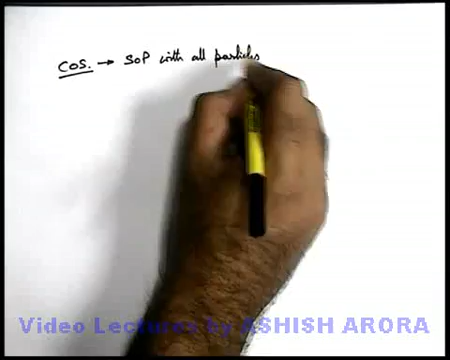 COS. → SOP with all particles
Video Lectures by ASHISH ARORA